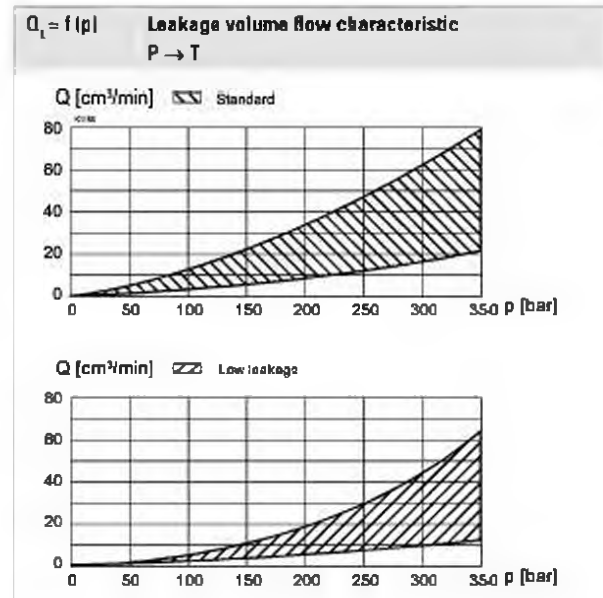 Q_L = f (p) Leakage volume flow characteristic
P → T
Q [cm³/min] Standard
80
60
40
20
0
0 50 100 150 200 250 300 350 p [bar]
Q [cm³/min] Low leakage
80
60
40
20
0
0 50 100 150 200 250 300 350 p [bar]